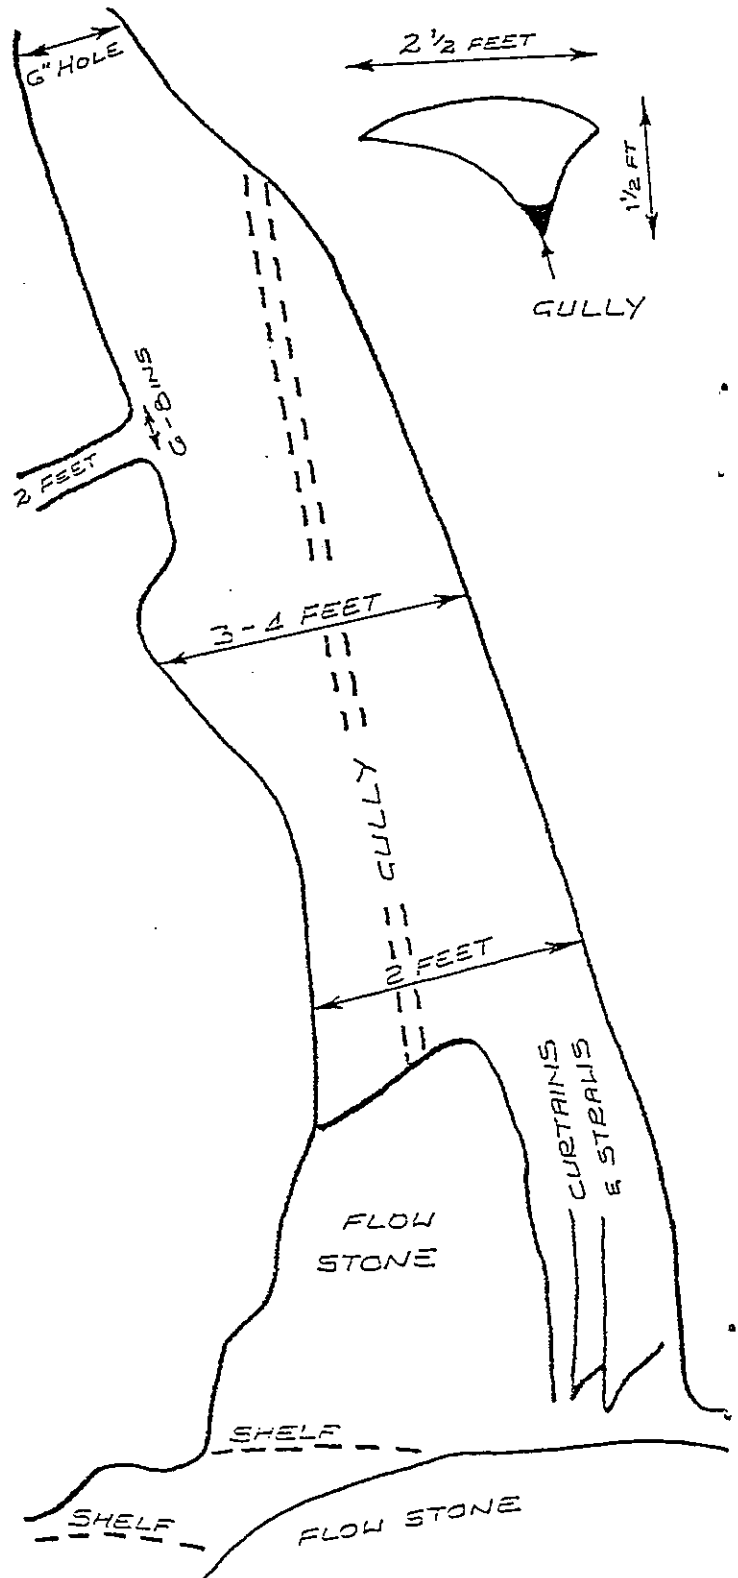 6" HOLE
2 1/2 FEET
1 1/2 FT
GULLY
6-8 INS
2 FEET
3-4 FEET
GULLY
2 FEET
CURTAINS
& STRAWS
FLOW
STONE
SHELF
SHELF
FLOW STONE